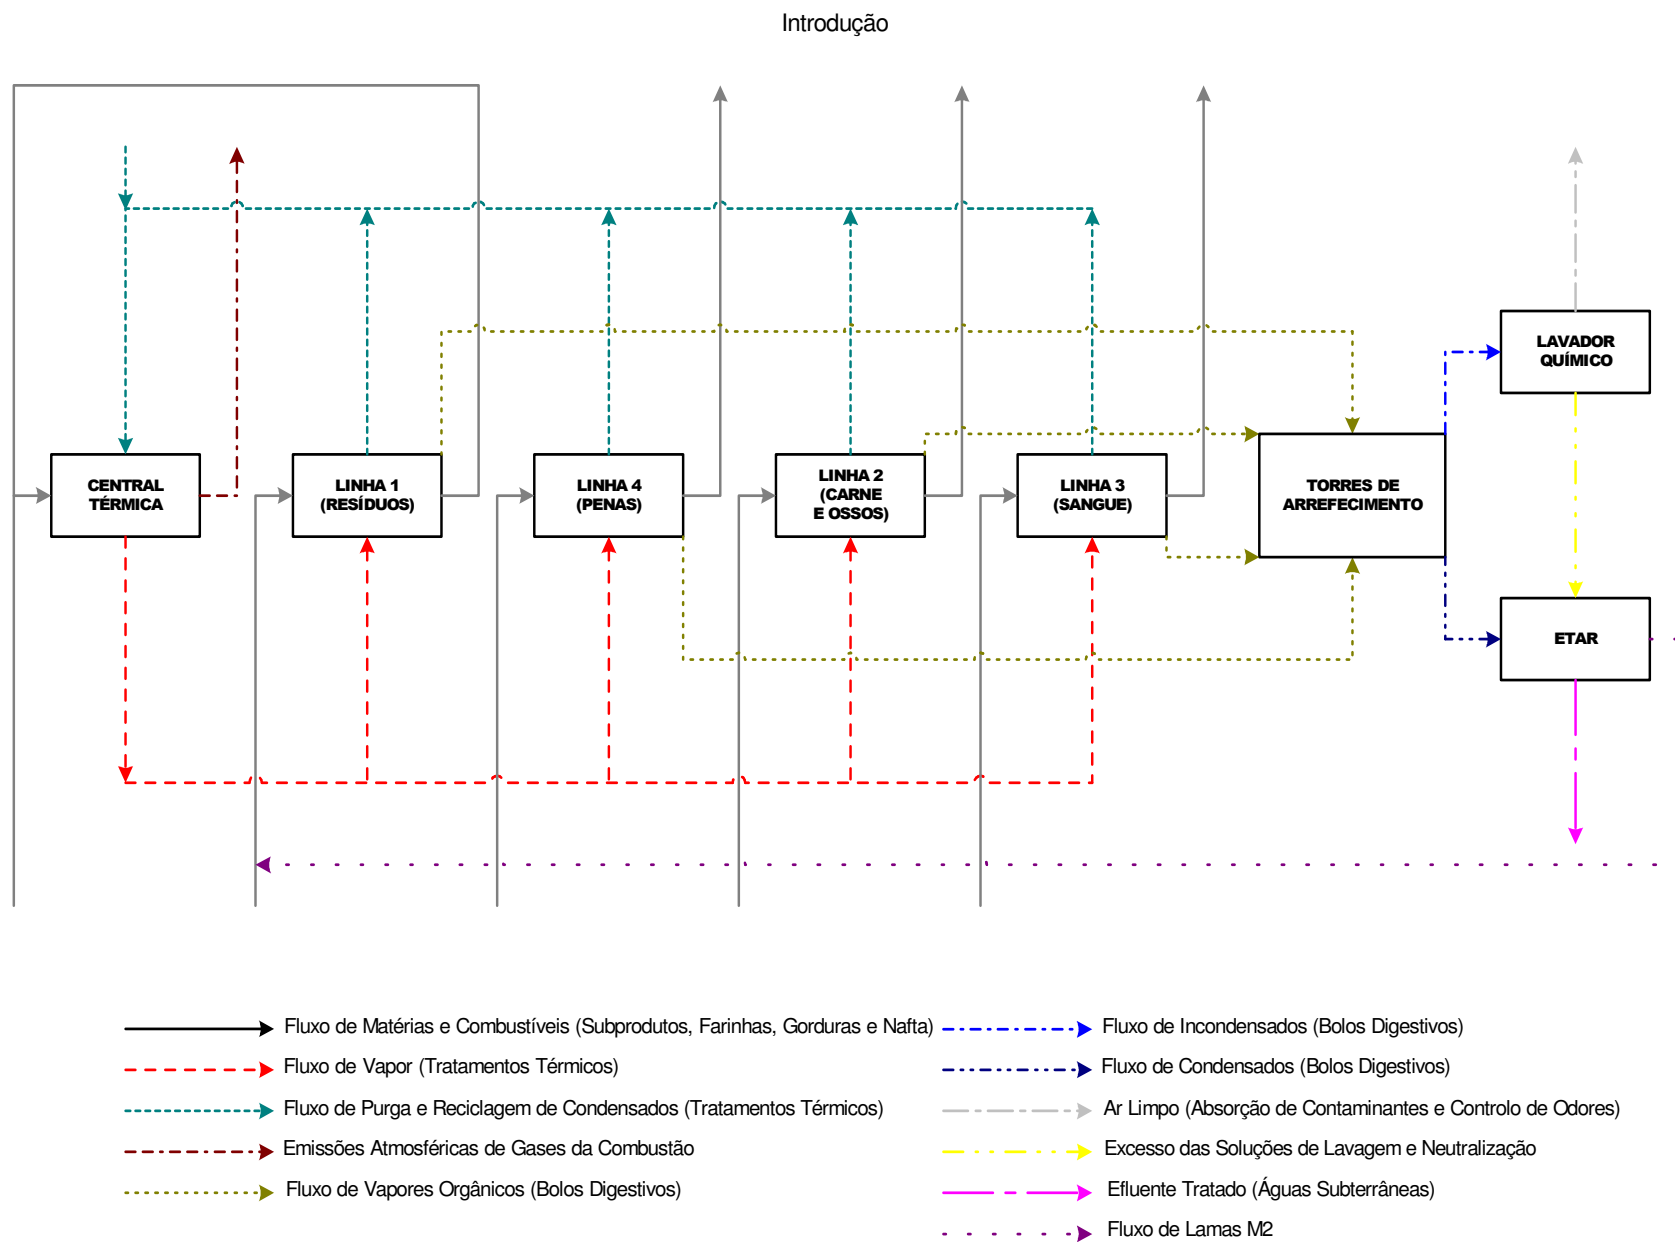 Introdução
LAVADOR
QUÍMICO
CENTRAL
TÉRMICA
LINHA 1
(RESÍDUOS)
LINHA 4
(PENAS)
LINHA 2
(CARNE
E OSSOS)
LINHA 3
(SANGUE)
TORRES DE
ARREFECIMENTO
ETAR
Fluxo de Matérias e Combustíveis (Subprodutos, Farinhas, Gorduras e Nafta)
Fluxo de Vapor (Tratamentos Térmicos)
Fluxo de Purga e Reciclagem de Condensados (Tratamentos Térmicos)
Emissões Atmosféricas de Gases da Combustão
Fluxo de Vapores Orgânicos (Bolos Digestivos)
Fluxo de Incondensados (Bolos Digestivos)
Fluxo de Condensados (Bolos Digestivos)
Ar Limpo (Absorção de Contaminantes e Controlo de Odores)
Excesso das Soluções de Lavagem e Neutralização
Efluente Tratado (Águas Subterrâneas)
Fluxo de Lamas M2